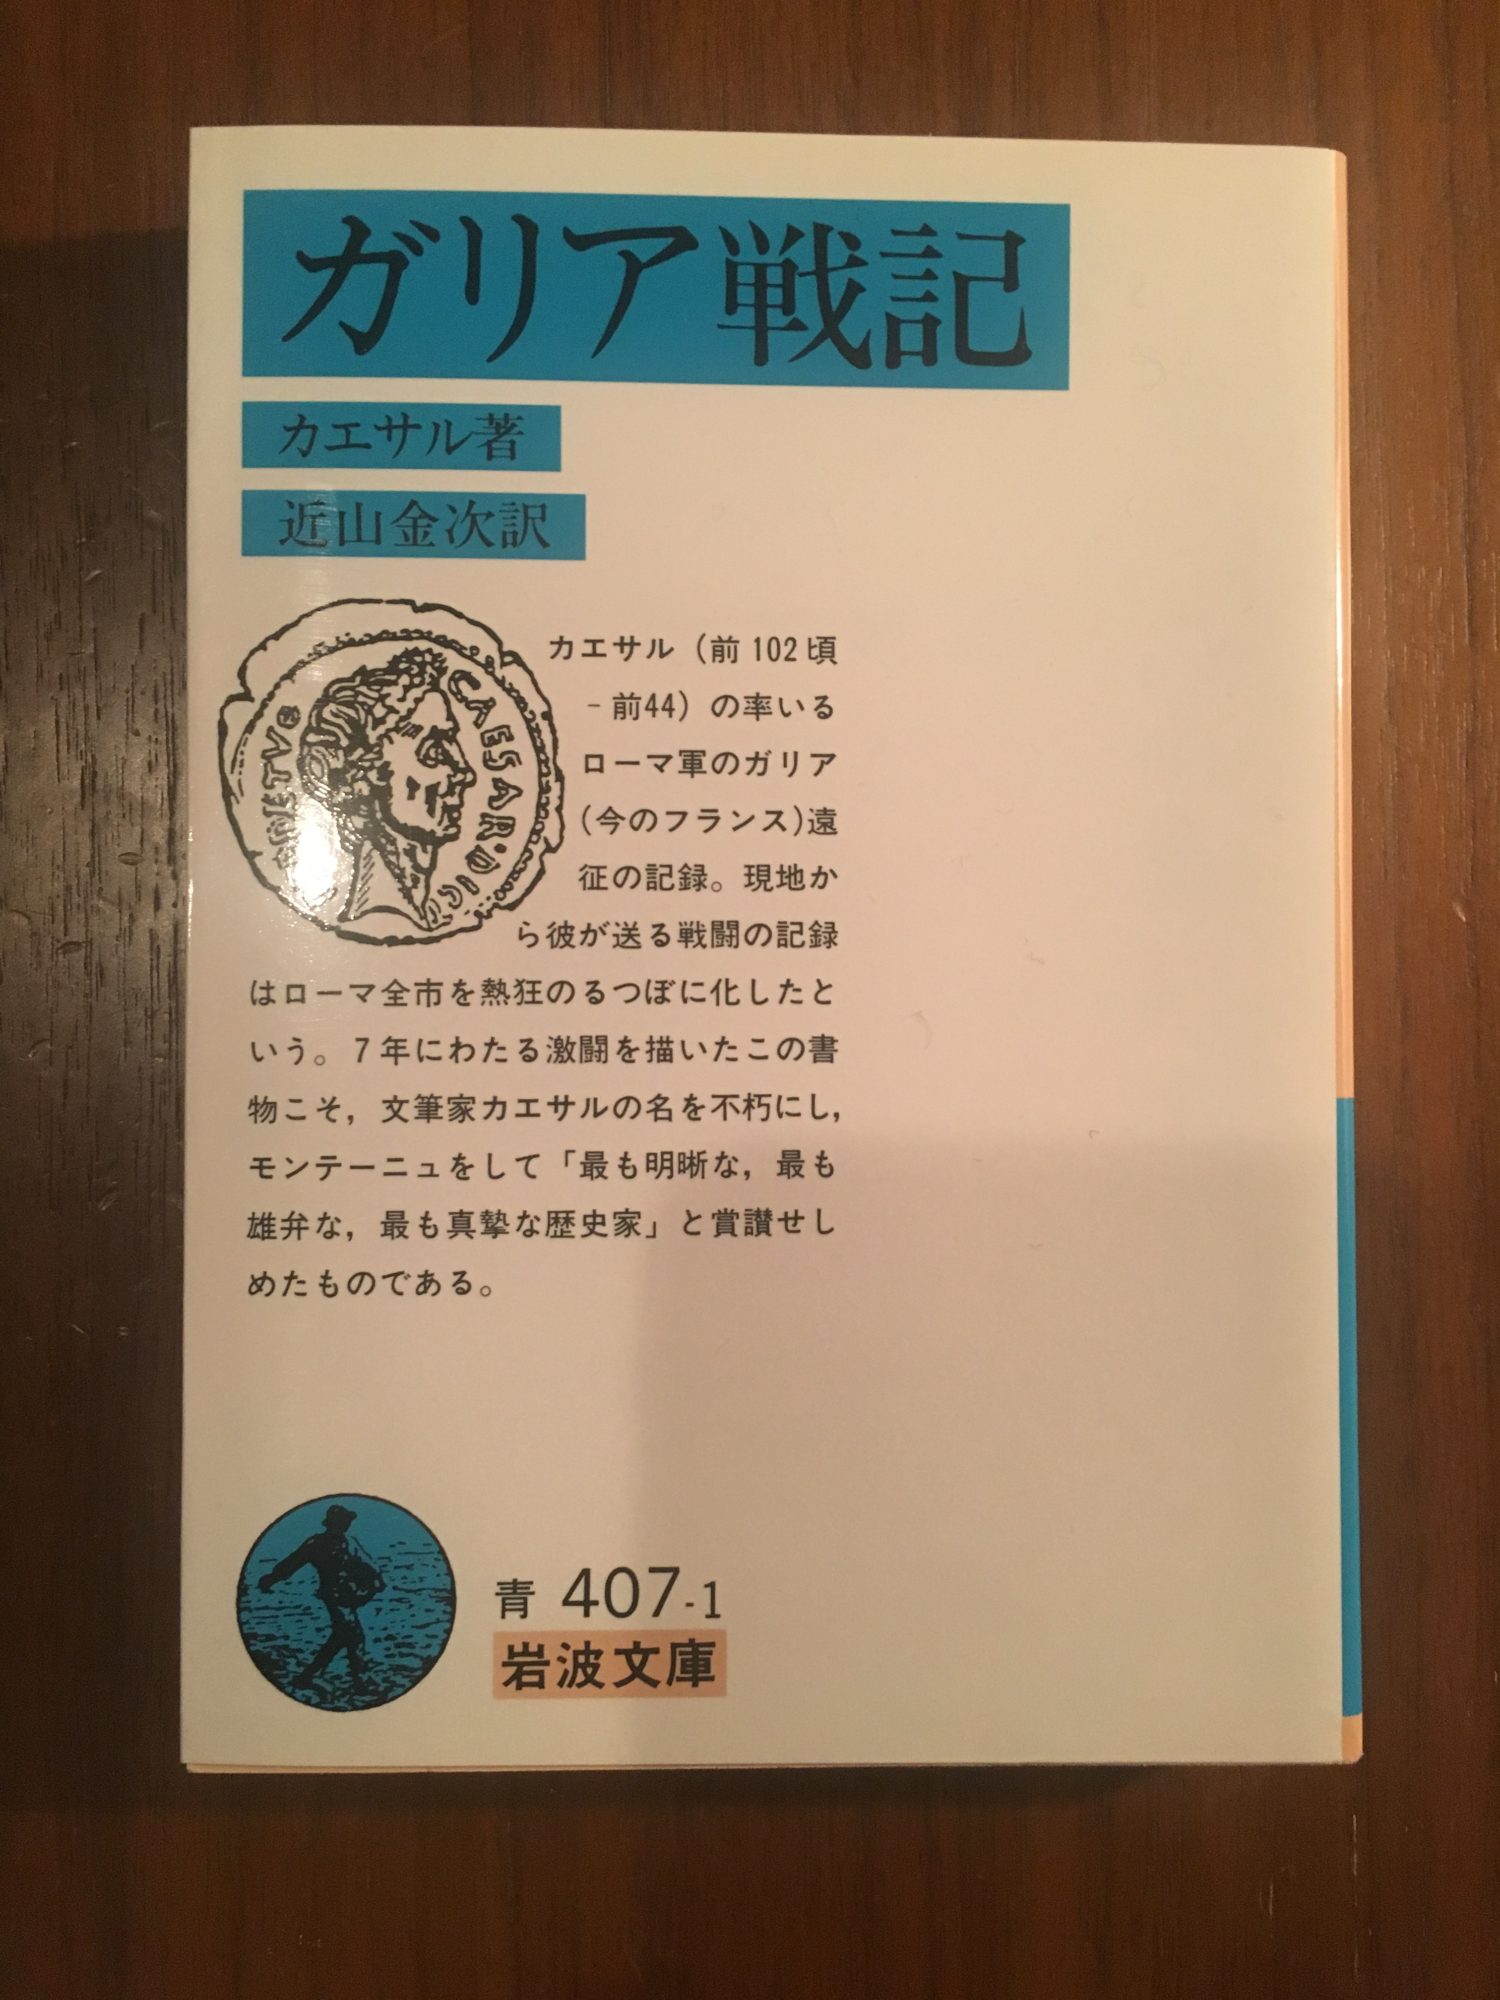 ガリア戦記
カエサル著
近山金次訳
CAESAR·DIC
カエサル（前102頃
－前44）の率いる
ローマ軍のガリア
(今のフランス)遠
征の記録。現地か
ら彼が送る戦闘の記録
はローマ全市を熱狂のるつぼに化したと
いう。7年にわたる激闘を描いたこの書
物こそ，文筆家カエサルの名を不朽にし，
モンテーニュをして「最も明晰な，最も
雄弁な，最も真摯な歴史家」と賞讃せし
めたものである。
青 407-1
岩波文庫